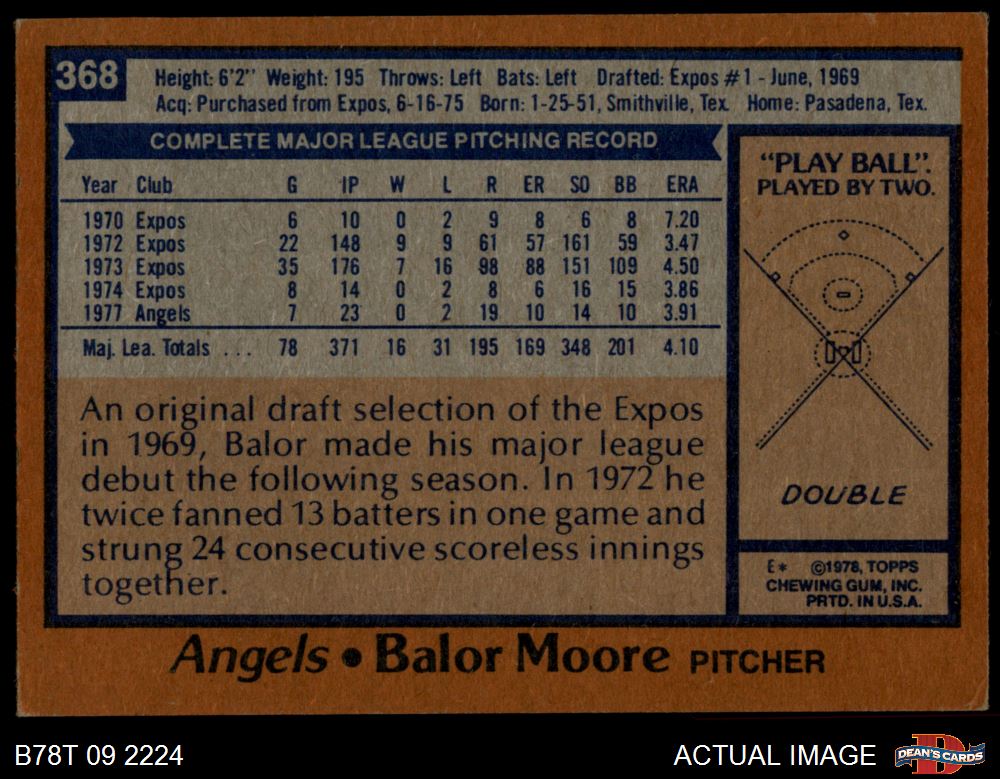 368
Height: 6'2" Weight: 195 Throws: Left Bats: Left Drafted: Expos #1 - June, 1969
Acq: Purchased from Expos, 6-16-75 Born: 1-25-51, Smithville, Tex. Home: Pasadena, Tex.
COMPLETE MAJOR LEAGUE PITCHING RECORD
Year Club G IP W L R ER SO BB ERA
1970 Expos 6 10 0 2 9 8 6 8 7.20
1972 Expos 22 148 9 9 61 57 161 59 3.47
1973 Expos 35 176 7 16 98 88 151 109 4.50
1974 Expos 8 14 0 2 8 6 16 15 3.86
1977 Angels 7 23 0 2 19 10 14 10 3.91
Maj. Lea. Totals ... 78 371 16 31 195 169 348 201 4.10
An original draft selection of the Expos
in 1969, Balor made his major league
debut the following season. In 1972 he
twice fanned 13 batters in one game and
strung 24 consecutive scoreless innings
together.
"PLAY BALL".
PLAYED BY TWO.
DOUBLE
E* ©1978, TOPPS
CHEWING GUM, INC.
PRTD. IN U.S.A.
Angels • Balor Moore PITCHER
B78T 09 2224
ACTUAL IMAGE
DEAN'S CARDS